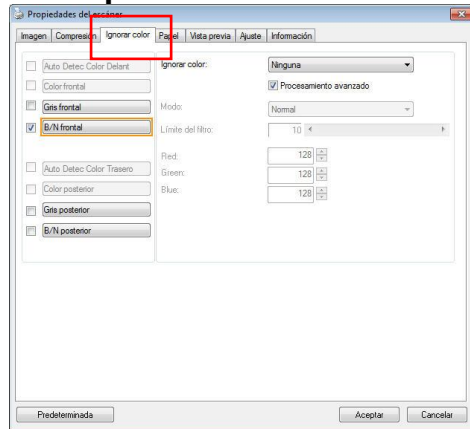 Propiedades del escáner
Imagen Compresión Ignorar color Papel Vista previa Ajuste Información
Auto Detec Color Delant
Color frontal
Gris frontal
B/N frontal
Auto Detec Color Trasero
Color posterior
Gris posterior
B/N posterior
Ignorar color: Ninguna
Procesamiento avanzado
Modo: Normal
Límite del filtro: 10
Red: 128
Green: 128
Blue: 128
Predeterminada Aceptar Cancelar